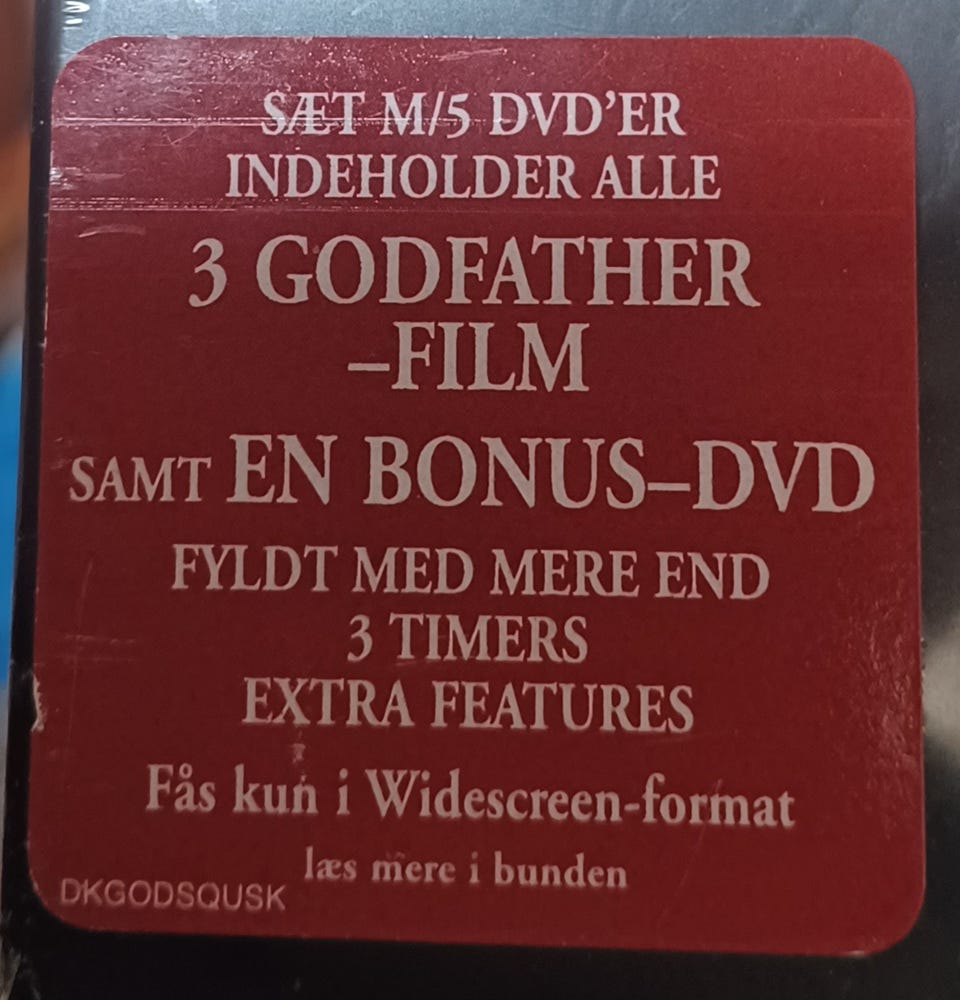 SÆT M/5 DVD’ER
INDEHOLDER ALLE
3 GODFATHER
–FILM
SAMT EN BONUS–DVD
FYLDT MED MERE END
3 TIMERS
EXTRA FEATURES
Fås kun i Widescreen-format
læs mere i bunden
DKGODSQUSK